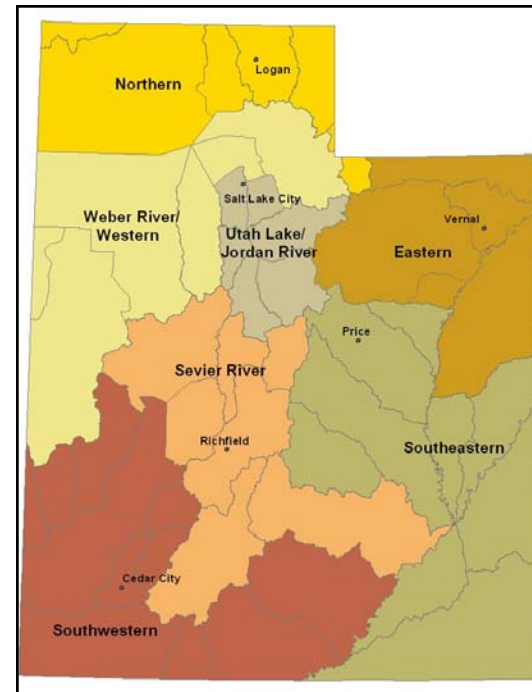 Logan
Northern
Salt Lake City
Weber River/
Western
Utah Lake/
Jordan River
Vernal
Eastern
Price
Sevier River
Richfield
Southeastern
Cedar City
Southwestern